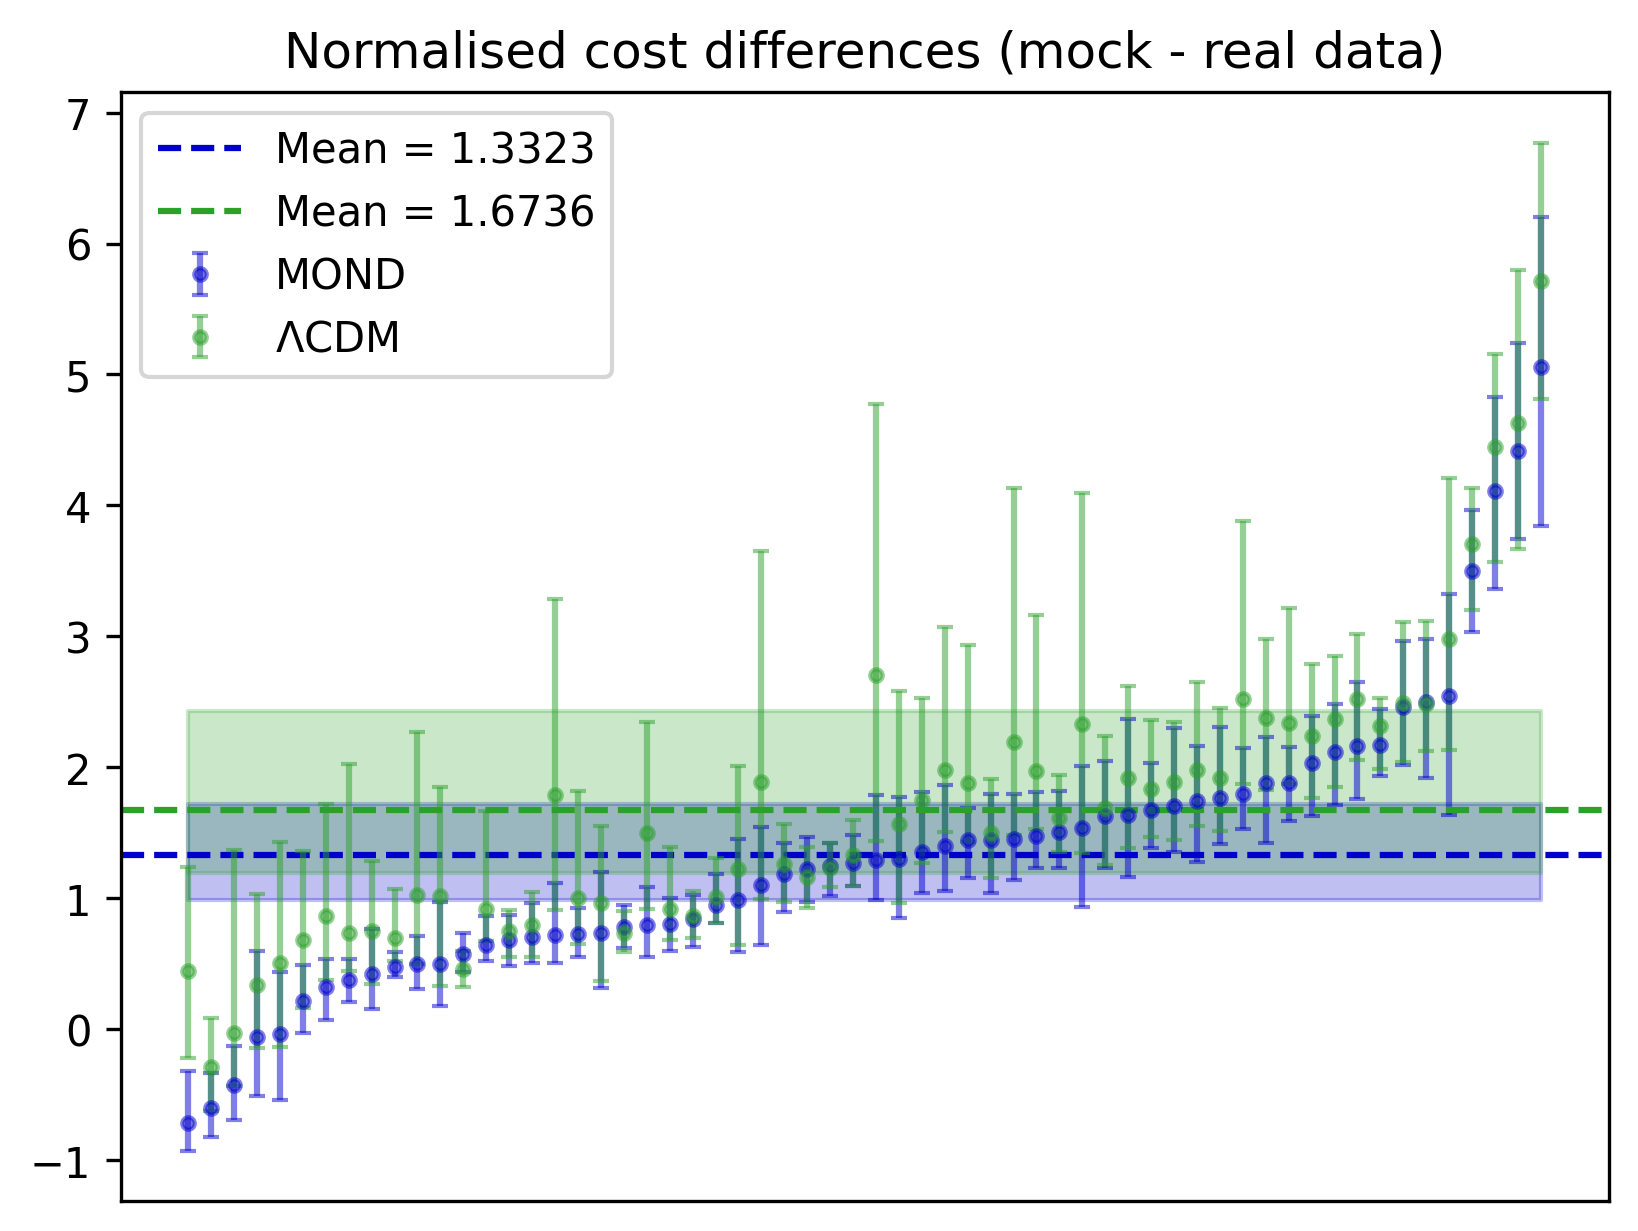 Normalised cost differences (mock - real data)
7
6
5
4
3
2
1
0
−1
Mean = 1.3323
Mean = 1.6736
MOND
ΛCDM